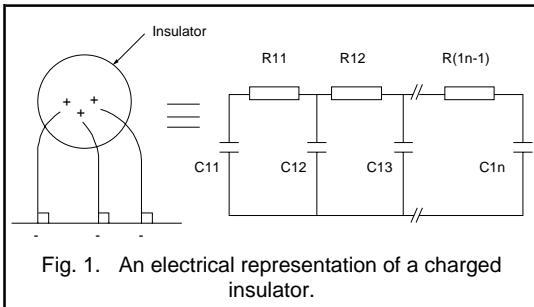 Insulator
R11 R12 R(1n-1)
+ + +
C11 C12 C13 C1n
- - -
Fig. 1. An electrical representation of a charged
insulator.